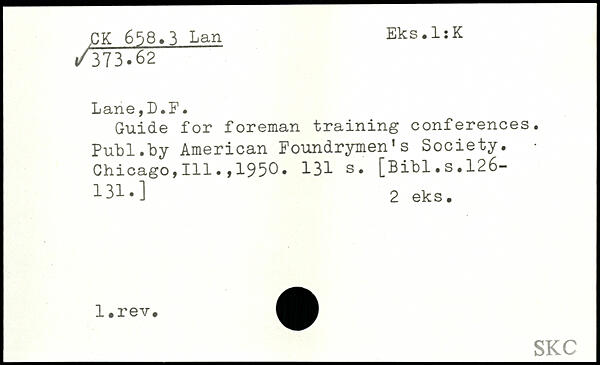 CK 658.3 Lan
Eks.1:K
✓373.62
Lane,D.F.
Guide for foreman training conferences.
Publ.by American Foundrymen's Society.
Chicago,Ill.,1950. 131 s. [Bibl.s.126-
131.]
2 eks.
1.rev.
SKC